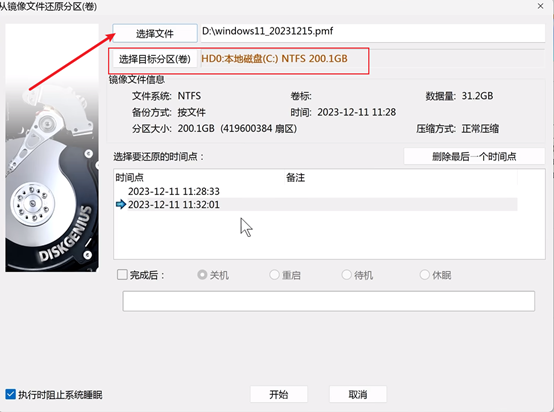 从镜像文件还原分区(卷)
选择文件 D:\windows11_20231215.pmf
选择目标分区(卷) HD0:本地磁盘(C:) NTFS 200.1GB
镜像文件信息
文件系统: NTFS 卷标: 数据量: 31.2GB
备份方式: 按文件 时间: 2023-12-11 11:28
分区大小: 200.1GB (419600384 扇区) 压缩方式: 正常压缩
选择要还原的时间点: 删除最后一个时间点
时间点 备注
2023-12-11 11:28:33
2023-12-11 11:32:01
DISKGENIUS
完成后: 关机 重启 待机 休眠
执行时阻止系统睡眠 开始 取消